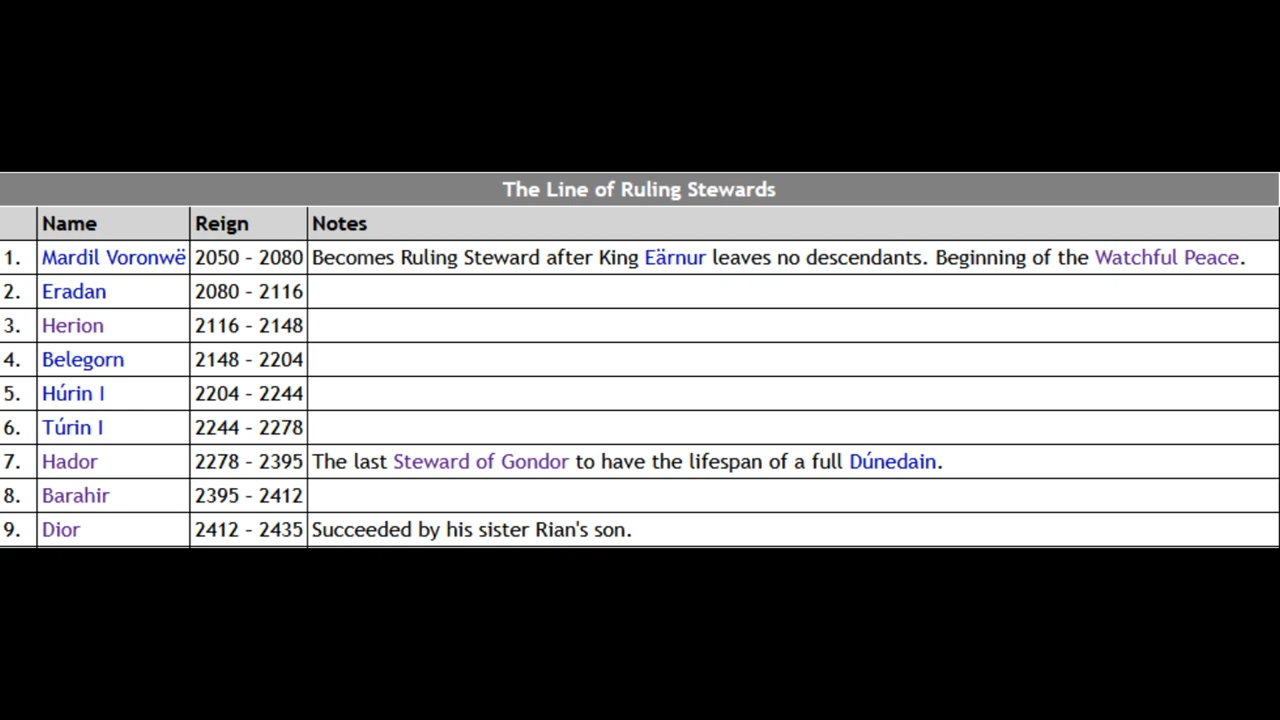 The Line of Ruling Stewards
Name Reign Notes
1. Mardil Voronwë 2050 - 2080 Becomes Ruling Steward after King Eärnur leaves no descendants. Beginning of the Watchful Peace.
2. Eradan 2080 - 2116
3. Herion 2116 - 2148
4. Belegorn 2148 - 2204
5. Húrin I 2204 - 2244
6. Túrin I 2244 - 2278
7. Hador 2278 - 2395 The last Steward of Gondor to have the lifespan of a full Dúnedain.
8. Barahir 2395 - 2412
9. Dior 2412 - 2435 Succeeded by his sister Rian's son.